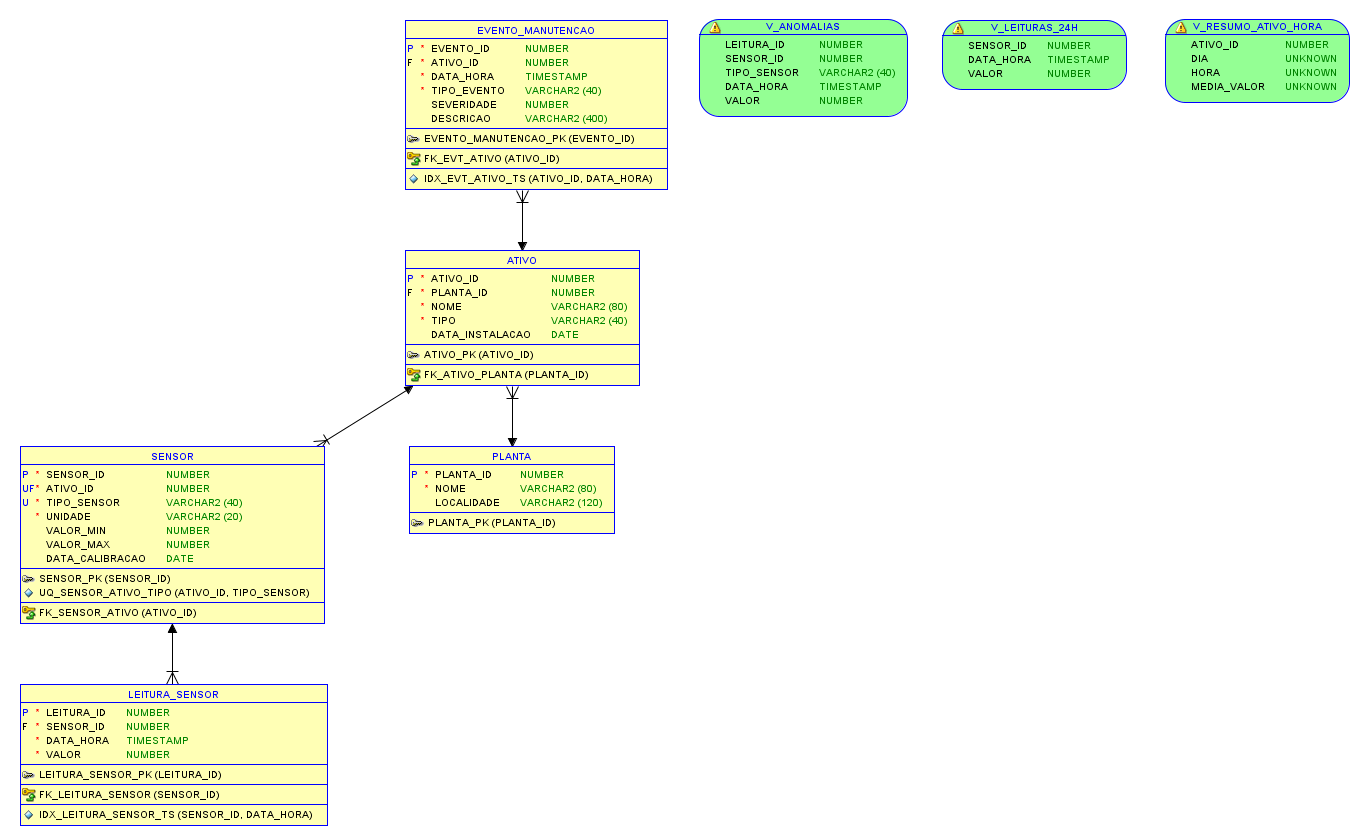 EVENTO_MANUTENCAO
P * EVENTO_ID NUMBER
F * ATIVO_ID NUMBER
* DATA_HORA TIMESTAMP
* TIPO_EVENTO VARCHAR2 (40)
SEVERIDADE NUMBER
DESCRICAO VARCHAR2 (400)
EVENTO_MANUTENCAO_PK (EVENTO_ID)
FK_EVT_ATIVO (ATIVO_ID)
IDX_EVT_ATIVO_TS (ATIVO_ID, DATA_HORA)
V_ANOMALIAS
LEITURA_ID NUMBER
SENSOR_ID NUMBER
TIPO_SENSOR VARCHAR2 (40)
DATA_HORA TIMESTAMP
VALOR NUMBER
V_LEITURAS_24H
SENSOR_ID NUMBER
DATA_HORA TIMESTAMP
VALOR NUMBER
V_RESUMO_ATIVO_HORA
ATIVO_ID NUMBER
DIA UNKNOWN
HORA UNKNOWN
MEDIA_VALOR UNKNOWN
ATIVO
P * ATIVO_ID NUMBER
F * PLANTA_ID NUMBER
* NOME VARCHAR2 (80)
* TIPO VARCHAR2 (40)
DATA_INSTALACAO DATE
ATIVO_PK (ATIVO_ID)
FK_ATIVO_PLANTA (PLANTA_ID)
SENSOR
P * SENSOR_ID NUMBER
UF* ATIVO_ID NUMBER
U * TIPO_SENSOR VARCHAR2 (40)
* UNIDADE VARCHAR2 (20)
VALOR_MIN NUMBER
VALOR_MAX NUMBER
DATA_CALIBRACAO DATE
SENSOR_PK (SENSOR_ID)
UQ_SENSOR_ATIVO_TIPO (ATIVO_ID, TIPO_SENSOR)
FK_SENSOR_ATIVO (ATIVO_ID)
PLANTA
P * PLANTA_ID NUMBER
* NOME VARCHAR2 (80)
LOCALIDADE VARCHAR2 (120)
PLANTA_PK (PLANTA_ID)
LEITURA_SENSOR
P * LEITURA_ID NUMBER
F * SENSOR_ID NUMBER
* DATA_HORA TIMESTAMP
* VALOR NUMBER
LEITURA_SENSOR_PK (LEITURA_ID)
FK_LEITURA_SENSOR (SENSOR_ID)
IDX_LEITURA_SENSOR_TS (SENSOR_ID, DATA_HORA)